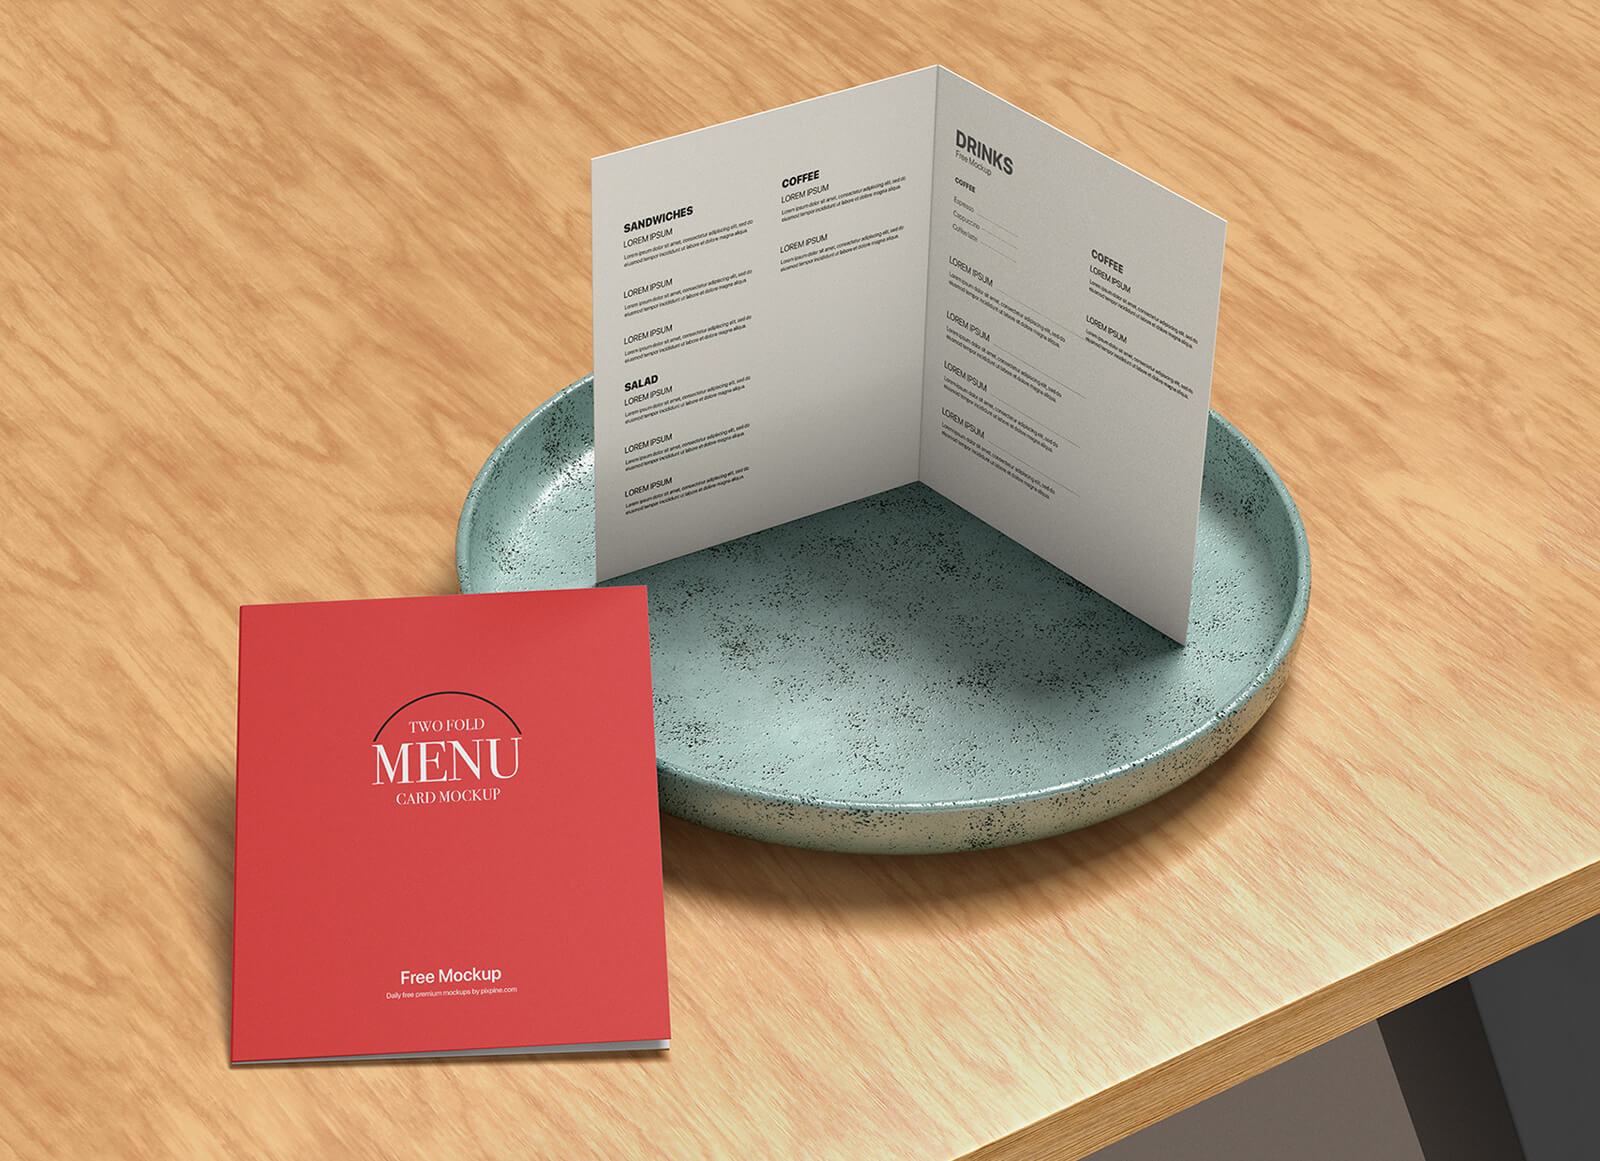 SANDWICHES
LOREM IPSUM
Lorem ipsum dolor sit amet, consectetur adipiscing elit, sed do
eiusmod tempor incididunt ut labore et dolore magna aliqua.
LOREM IPSUM
Lorem ipsum dolor sit amet, consectetur adipiscing elit, sed do
eiusmod tempor incididunt ut labore et dolore magna aliqua.
LOREM IPSUM
Lorem ipsum dolor sit amet, consectetur adipiscing elit, sed do
eiusmod tempor incididunt ut labore et dolore magna aliqua.
SALAD
LOREM IPSUM
Lorem ipsum dolor sit amet, consectetur adipiscing elit, sed do
eiusmod tempor incididunt ut labore et dolore magna aliqua.
LOREM IPSUM
Lorem ipsum dolor sit amet, consectetur adipiscing elit, sed do
eiusmod tempor incididunt ut labore et dolore magna aliqua.
LOREM IPSUM
Lorem ipsum dolor sit amet, consectetur adipiscing elit, sed do
eiusmod tempor incididunt ut labore et dolore magna aliqua.
COFFEE
LOREM IPSUM
Lorem ipsum dolor sit amet, consectetur adipiscing elit, sed do
eiusmod tempor incididunt ut labore et dolore magna aliqua.
LOREM IPSUM
Lorem ipsum dolor sit amet, consectetur adipiscing elit, sed do
eiusmod tempor incididunt ut labore et dolore magna aliqua.
DRINKS
Free Mockup
COFFEE
Espresso
Cappuccino
Coffee latte
LOREM IPSUM
Lorem ipsum dolor sit amet, consectetur adipiscing elit, sed do
eiusmod tempor incididunt ut labore et dolore magna aliqua.
LOREM IPSUM
Lorem ipsum dolor sit amet, consectetur adipiscing elit, sed do
eiusmod tempor incididunt ut labore et dolore magna aliqua.
LOREM IPSUM
Lorem ipsum dolor sit amet, consectetur adipiscing elit, sed do
eiusmod tempor incididunt ut labore et dolore magna aliqua.
LOREM IPSUM
Lorem ipsum dolor sit amet, consectetur adipiscing elit, sed do
eiusmod tempor incididunt ut labore et dolore magna aliqua.
COFFEE
LOREM IPSUM
Lorem ipsum dolor sit amet, consectetur adipiscing elit, sed do
eiusmod tempor incididunt ut labore et dolore magna aliqua.
LOREM IPSUM
Lorem ipsum dolor sit amet, consectetur adipiscing elit, sed do
eiusmod tempor incididunt ut labore et dolore magna aliqua.
TWO FOLD
MENU
CARD MOCKUP
Free Mockup
Daily free premium mockups by pixpine.com